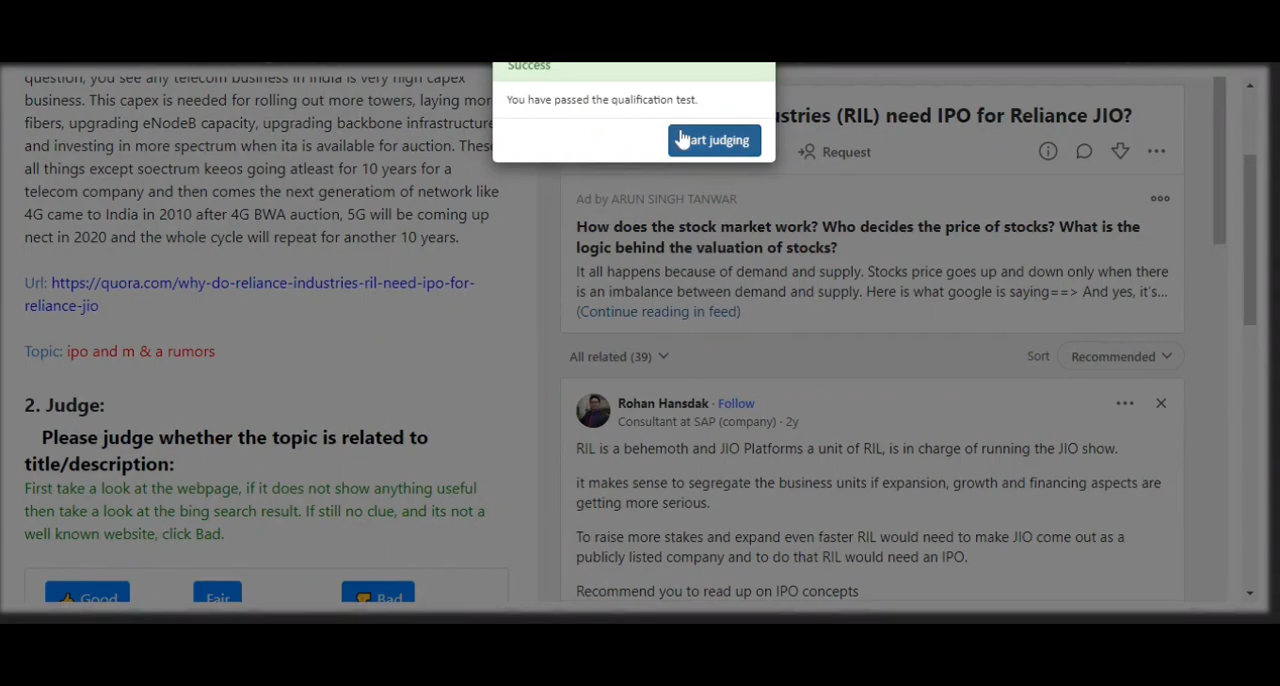 question, you see any telecom business in India is very high capex
business. This capex is needed for rolling out more towers, laying mor
fibers, upgrading eNodeB capacity, upgrading backbone infrastructure
and investing in more spectrum when ita is available for auction. These
all things except soectrum keeos going atleast for 10 years for a
telecom company and then comes the next generatiom of network like
4G came to India in 2010 after 4G BWA auction, 5G will be coming up
nect in 2020 and the whole cycle will repeat for another 10 years.
Url: https://quora.com/why-do-reliance-industries-ril-need-ipo-for-
reliance-jio
Topic: ipo and m & a rumors
2. Judge:
Please judge whether the topic is related to
title/description:
First take a look at the webpage, if it does not show anything useful
then take a look at the bing search result. If still no clue, and its not a
well known website, click Bad.
Good Fair Bad
Success
You have passed the qualification test.
art judging
stries (RIL) need IPO for Reliance JIO?
Request
Ad by ARUN SINGH TANWAR
How does the stock market work? Who decides the price of stocks? What is the
logic behind the valuation of stocks?
It all happens because of demand and supply. Stocks price goes up and down only when there
is an imbalance between demand and supply. Here is what google is saying==> And yes, it's...
(Continue reading in feed)
All related (39) Sort Recommended
Rohan Hansdak · Follow
Consultant at SAP (company) · 2y
RIL is a behemoth and JIO Platforms a unit of RIL, is in charge of running the JIO show.
it makes sense to segregate the business units if expansion, growth and financing aspects are
getting more serious.
To raise more stakes and expand even faster RIL would need to make JIO come out as a
publicly listed company and to do that RIL would need an IPO.
Recommend you to read up on IPO concepts